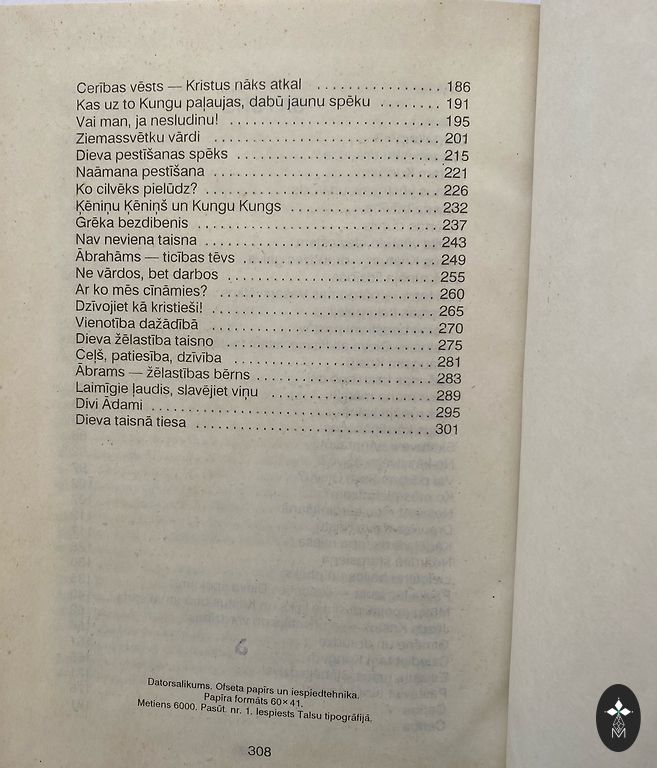 Cerības vēsts — Kristus nāks atkal ................ 186
Kas uz to Kungu paļaujas, dabū jaunu spēku ........ 191
Vai man, ja nesludinu! ............................ 195
Ziemassvētku vārdi ............................... 201
Dieva pestīšanas spēks ........................... 215
Naāmana pestīšana ................................ 221
Ko cilvēks pielūdz? .............................. 226
Ķēniņu Ķēniņš un Kungu Kungs .................... 232
Grēka bezdibenis ................................. 237
Nav neviena taisna ............................... 243
Ābrahāms — ticības tēvs .......................... 249
Ne vārdos, bet darbos ............................ 255
Ar ko mēs cīnāmies? .............................. 260
Dzīvojiet kā kristieši! .......................... 265
Vienotība dažādībā ............................... 270
Dieva žēlastība taisno ........................... 275
Ceļš, patiesība, dzīvība ......................... 281
Ābrams — žēlastības bērns ........................ 283
Laimīgie ļaudis, slavējiet viņu .................. 289
Divi Ādami ....................................... 295
Dieva taisnā tiesa ............................... 301
6
Datorsalikums. Ofseta papīrs un iespiedtehnika.
Papīra formāts 60×41.
Metiens 6000. Pasūt. nr. 1. Iespiests Talsu tipogrāfijā.
308